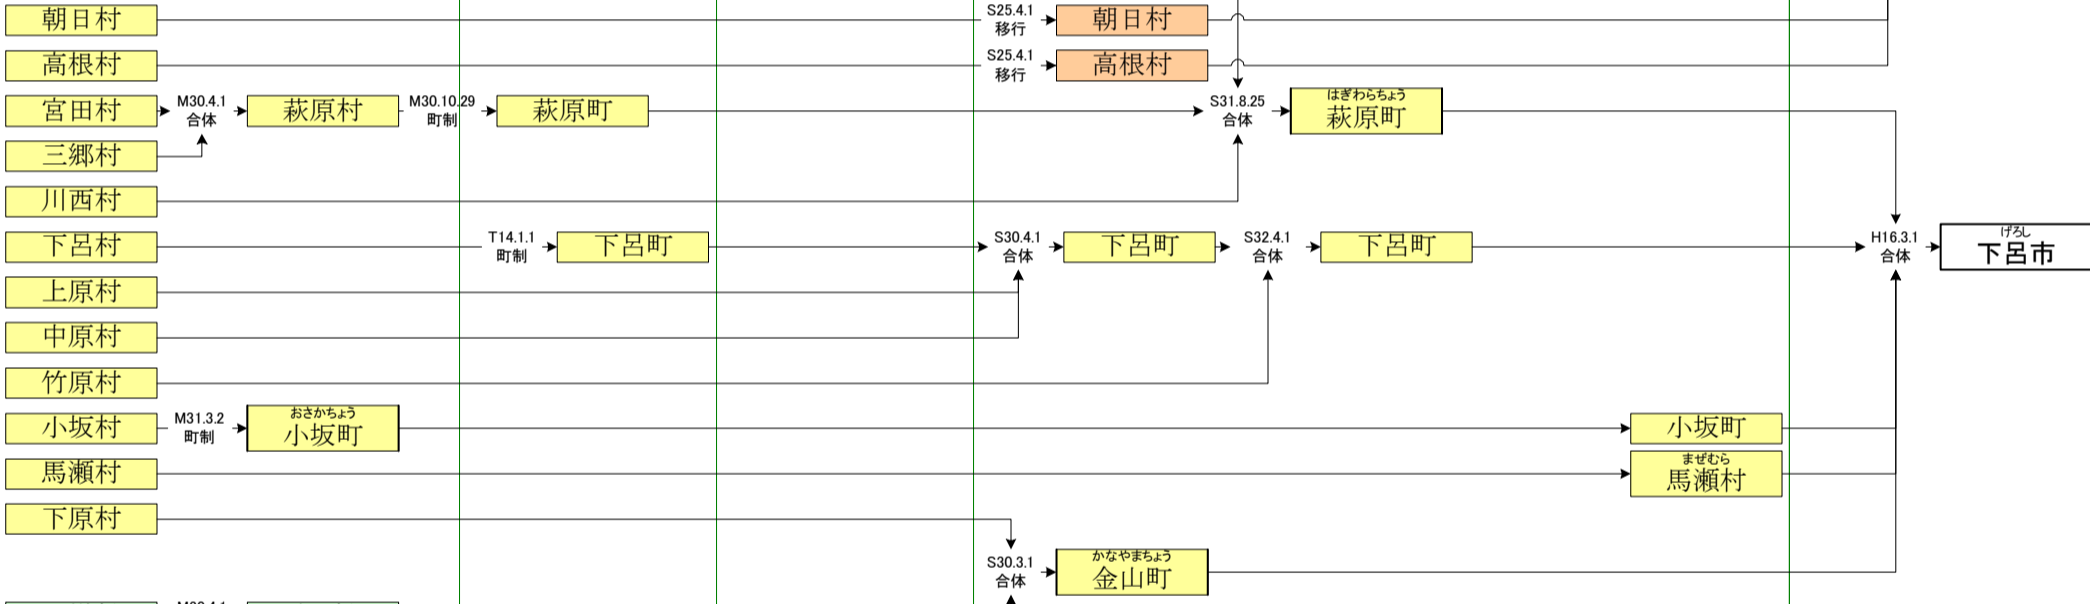 朝日村
S25.4.1
移行
朝日村
高根村
S25.4.1
移行
高根村
宮田村
M30.4.1
合体
萩原村
M30.10.29
町制
萩原町
S31.8.25
合体
はぎわらちょう
萩原町
三郷村
川西村
下呂村
T14.1.1
町制
下呂町
S30.4.1
合体
下呂町
S32.4.1
合体
下呂町
H16.3.1
合体
げろし
下呂市
上原村
中原村
竹原村
小坂村
M31.3.2
町制
おさかちょう
小坂町
小坂町
馬瀬村
まぜむら
馬瀬村
下原村
S30.3.1
合体
かなやまちょう
金山町